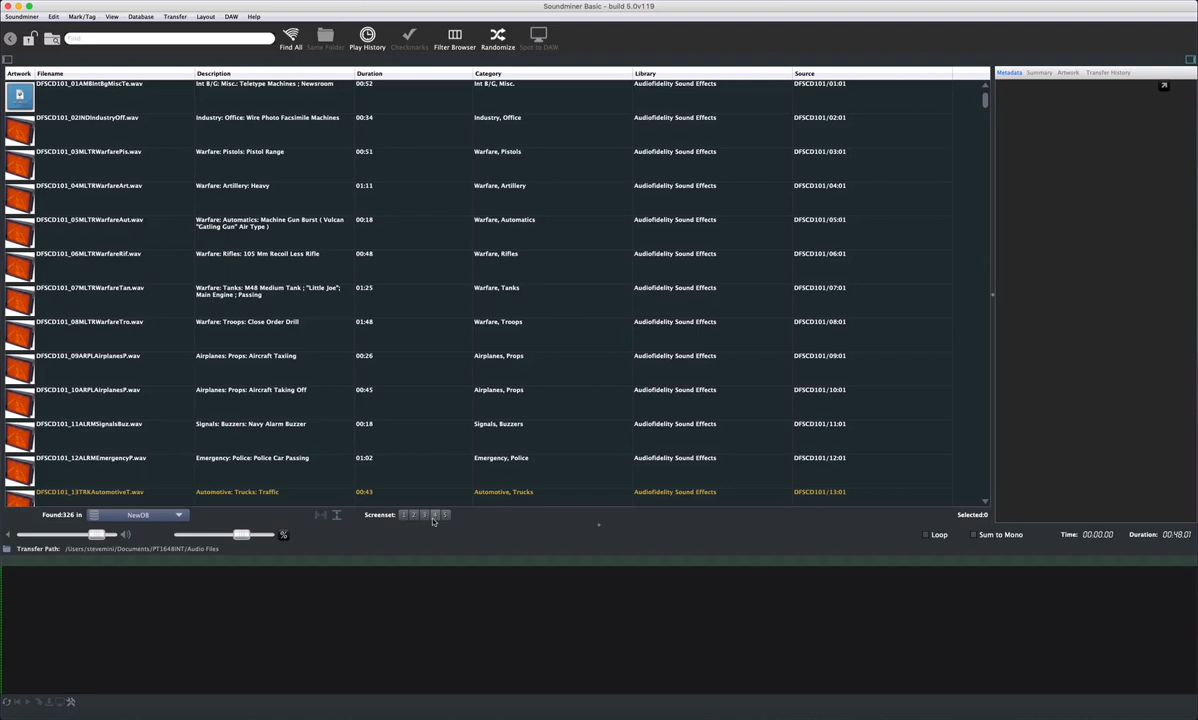 Soundminer Basic - build 5.0v119
Soundminer Edit Mark/Tag View Database Transfer Layout DAW Help
Find
Find All Same Folder Play History Checkmarks Filter Browser Randomize Spot to DAW
Artwork Filename Description Duration Category Library Source
Metadata Summary Artwork Transfer History
DFSCD101_01AMBIntBgMiscTe.wav Int B/G; Misc.: Teletype Machines ; Newsroom 00:52 Int B/G, Misc. Audiofidelity Sound Effects DFSCD101/01:01
DFSCD101_02INDIndustryOff.wav Industry: Office: Wire Photo Facsimile Machines 00:34 Industry, Office Audiofidelity Sound Effects DFSCD101/02:01
DFSCD101_03MLTRWarfarePis.wav Warfare: Pistols: Pistol Range 00:51 Warfare, Pistols Audiofidelity Sound Effects DFSCD101/03:01
DFSCD101_04MLTRWarfareArt.wav Warfare: Artillery: Heavy 01:11 Warfare, Artillery Audiofidelity Sound Effects DFSCD101/04:01
DFSCD101_05MLTRWarfareAut.wav Warfare: Automatics: Machine Gun Burst ( Vulcan 00:18 Warfare, Automatics Audiofidelity Sound Effects DFSCD101/05:01
"Gatling Gun" Air Type )
DFSCD101_06MLTRWarfareRif.wav Warfare: Rifles: 105 Mm Recoil Less Rifle 00:48 Warfare, Rifles Audiofidelity Sound Effects DFSCD101/06:01
DFSCD101_07MLTRWarfareTan.wav Warfare: Tanks: M48 Medium Tank ; "Little Joe"; 01:25 Warfare, Tanks Audiofidelity Sound Effects DFSCD101/07:01
Main Engine ; Passing
DFSCD101_08MLTRWarfareTro.wav Warfare: Troops: Close Order Drill 01:48 Warfare, Troops Audiofidelity Sound Effects DFSCD101/08:01
DFSCD101_09ARPLAirplanesP.wav Airplanes: Props: Aircraft Taxiing 00:26 Airplanes, Props Audiofidelity Sound Effects DFSCD101/09:01
DFSCD101_10ARPLAirplanesP.wav Airplanes: Props: Aircraft Taking Off 00:45 Airplanes, Props Audiofidelity Sound Effects DFSCD101/10:01
DFSCD101_11ALRMSignalsBuz.wav Signals: Buzzers: Navy Alarm Buzzer 00:18 Signals, Buzzers Audiofidelity Sound Effects DFSCD101/11:01
DFSCD101_12ALRMEmergencyP.wav Emergency: Police: Police Car Passing 01:02 Emergency, Police Audiofidelity Sound Effects DFSCD101/12:01
DFSCD101_13TRKAutomotiveT.wav Automotive: Trucks: Traffic 00:43 Automotive, Trucks Audiofidelity Sound Effects DFSCD101/13:01
Found:326 in NewDB Screenset: 1 2 3 4 5 Selected:0
% Loop Sum to Mono Time: 00:00.00 Duration: 00:48.01
Transfer Path: /Users/stevemini/Documents/PT1648INT/Audio Files